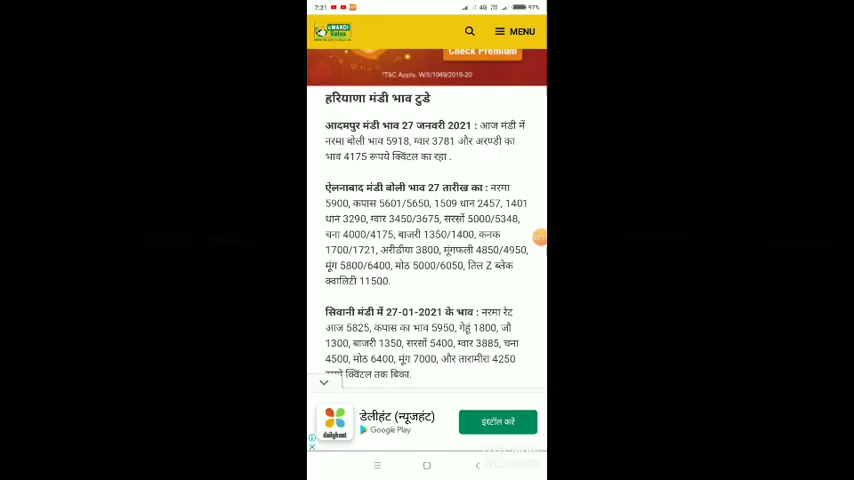 7:31
4G
97%
eMANDI Rates
MENU
Check Premium
*T&C Apply. W/II/1049/2019-20
हरियाणा मंडी भाव टुडे
आदमपुर मंडी भाव 27 जनवरी 2021 : आज मंडी में
नरमा बोली भाव 5918, ग्वार 3781 और अरण्डी का
भाव 4175 रूपये क्विंटल का रहा .
ऐलनाबाद मंडी बोली भाव 27 तारीख का : नरमा
5900, कपास 5601/5650, 1509 धान 2457, 1401
धान 3290, ग्वार 3450/3675, सरसों 5000/5348,
चना 4000/4175, बाजरी 1350/1400, कनक
1700/1721, अरीडीया 3800, मूंगफली 4850/4950,
मूंग 5800/6400, मोठ 5000/6050, तिल Z ब्लेक
क्वालिटी 11500.
सिवानी मंडी में 27-01-2021 के भाव : नरमा रेट
आज 5825, कपास का भाव 5950, गेहूं 1800, जौ
1300, बाजरी 1350, सरसों 5400, ग्वार 3885, चना
4500, मोठ 6400, मूंग 7000, और तारामीरा 4250
क्विंटल तक बिका.
डेलीहंट (न्यूजहंट)
Google Play
dailyhunt
इंस्टॉल करें